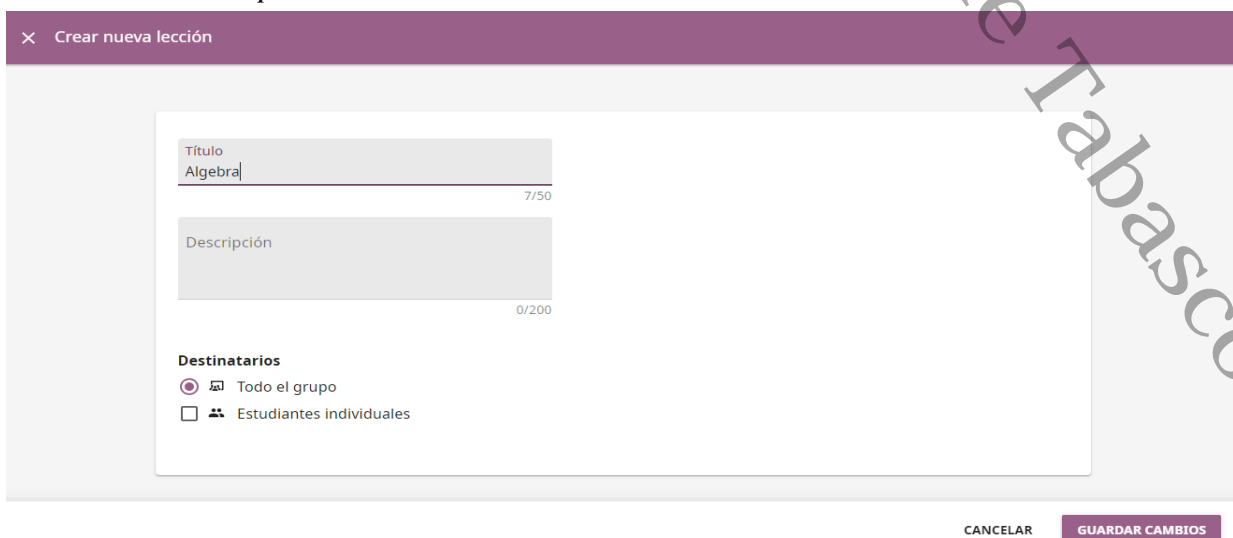 Crear nueva lección
Título
Algebra
7/50
Descripción
0/200
Destinatarios
Todo el grupo
Estudiantes individuales
CANCELAR
GUARDAR CAMBIOS
Tabasco